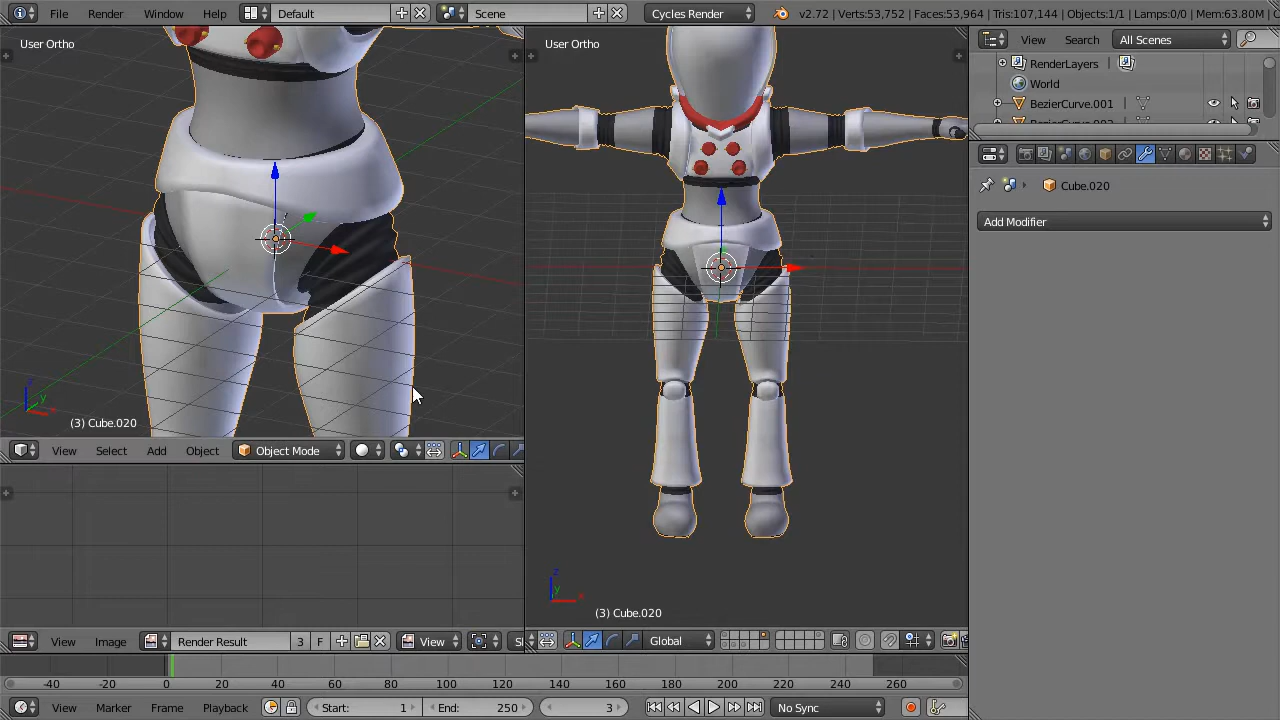 File Render Window Help Default Scene Cycles Render v2.72 | Verts:53,752 | Faces:53,964 | Tris:107,144 | Objects:1/1 | Lamps:0/0 | Mem:63.80M |
User Ortho
User Ortho
View Search All Scenes
RenderLayers |
World
BezierCurve.001 |
Cube.020
Add Modifier
z
y
x
(3) Cube.020
View Select Add Object Object Mode
z
y
x
(3) Cube.020
View Image Render Result 3 F View
Global
-40 -20 0 20 40 60 80 100 120 140 160 180 200 220 240 260
View Marker Frame Playback Start: 1 End: 250 3 No Sync